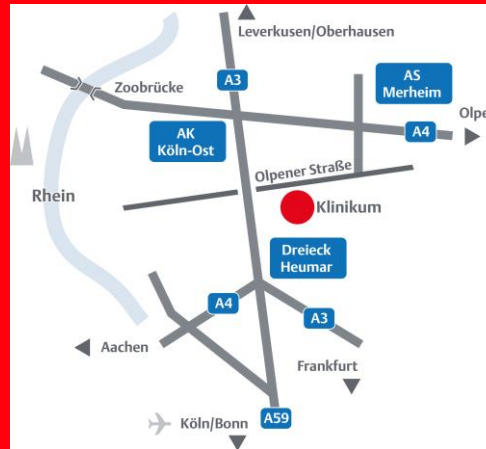 Leverkusen/Oberhausen
A3
AS
Merheim
Zoobrücke
Olpe
A4
AK
Köln-Ost
Olpener Straße
Rhein
Klinikum
Dreieck
Heumar
A4
A3
Aachen
Frankfurt
A59
Köln/Bonn